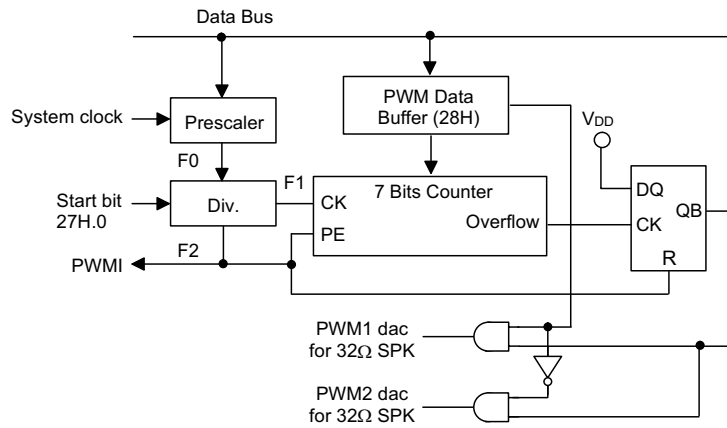 Data Bus
System clock
Prescaler
PWM Data
Buffer (28H)
VDD
F0
F1
Start bit
27H.0
Div.
7 Bits Counter
CK
PE
Overflow
DQ
CK
QB
R
F2
PWMI
PWM1 dac
for 32Ω SPK
PWM2 dac
for 32Ω SPK